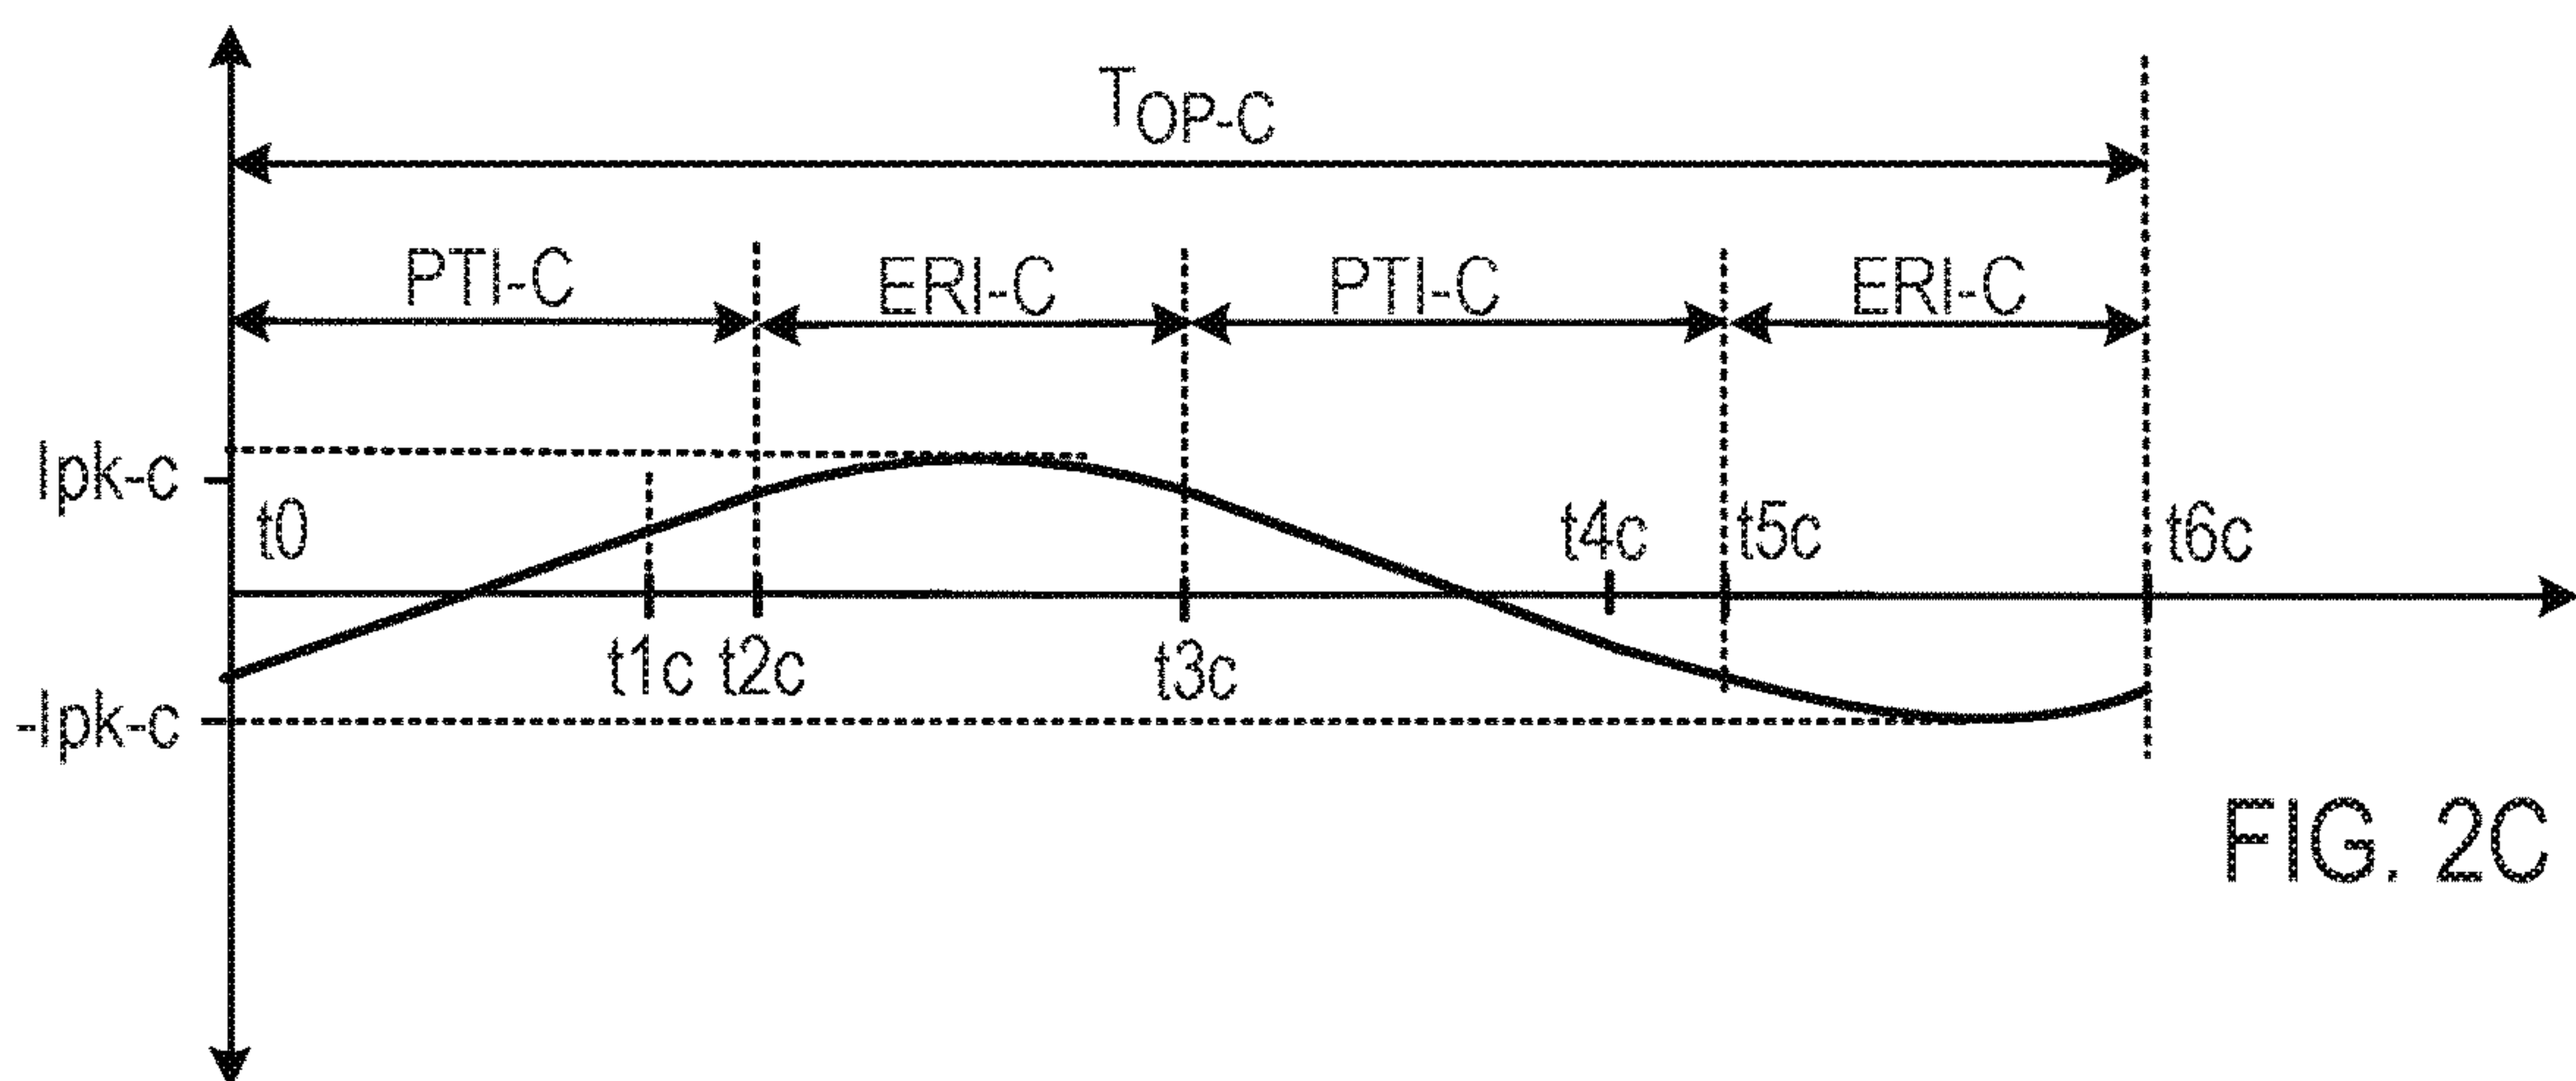 TOP-C
PTI-C ERI-C PTI-C ERI-C
Ipk-c
t0 t4c t5c t6c
t1c t2c t3c
-Ipk-c
FIG. 2C